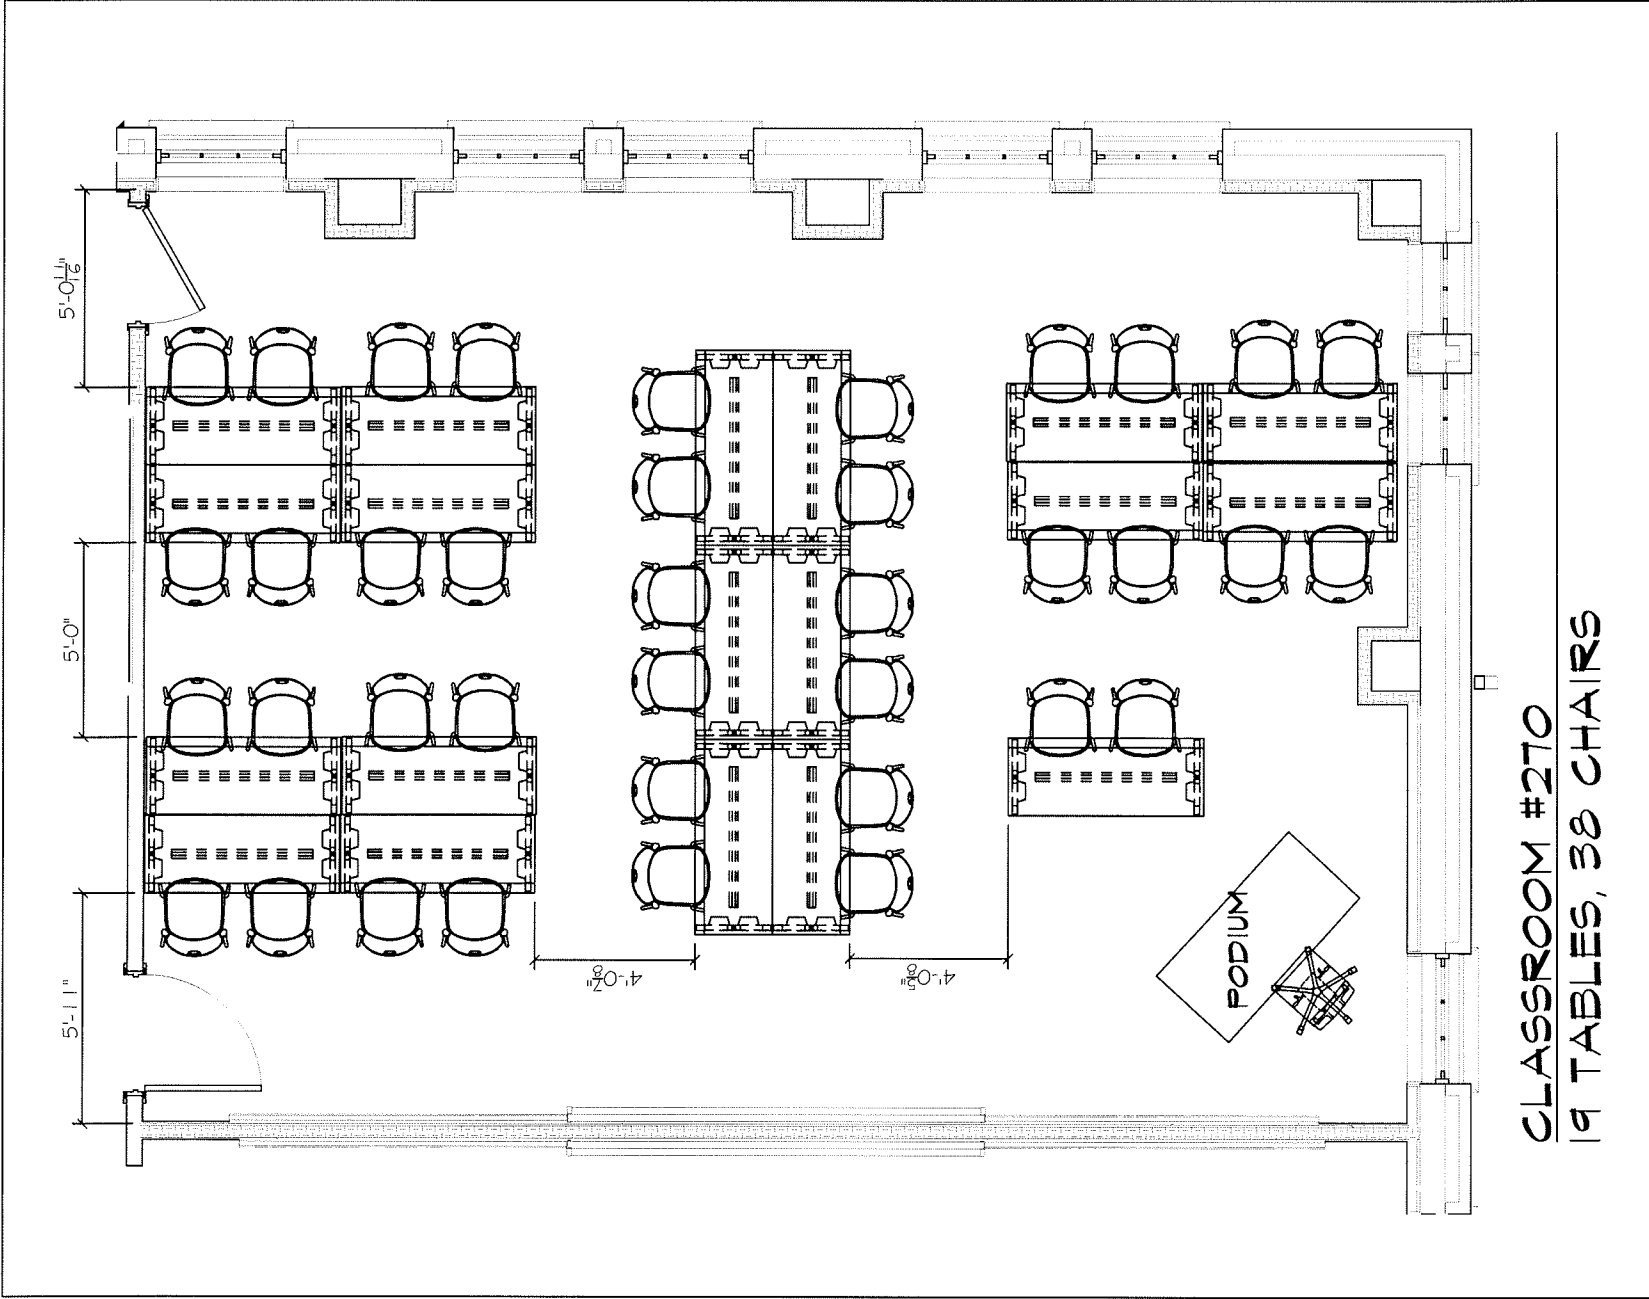 5'-0 11/16"
5'-0"
5'-11"
4'-0 7/8"
4'-0 5/8"
PODIUM
CLASSROOM #270
19 TABLES, 38 CHAIRS